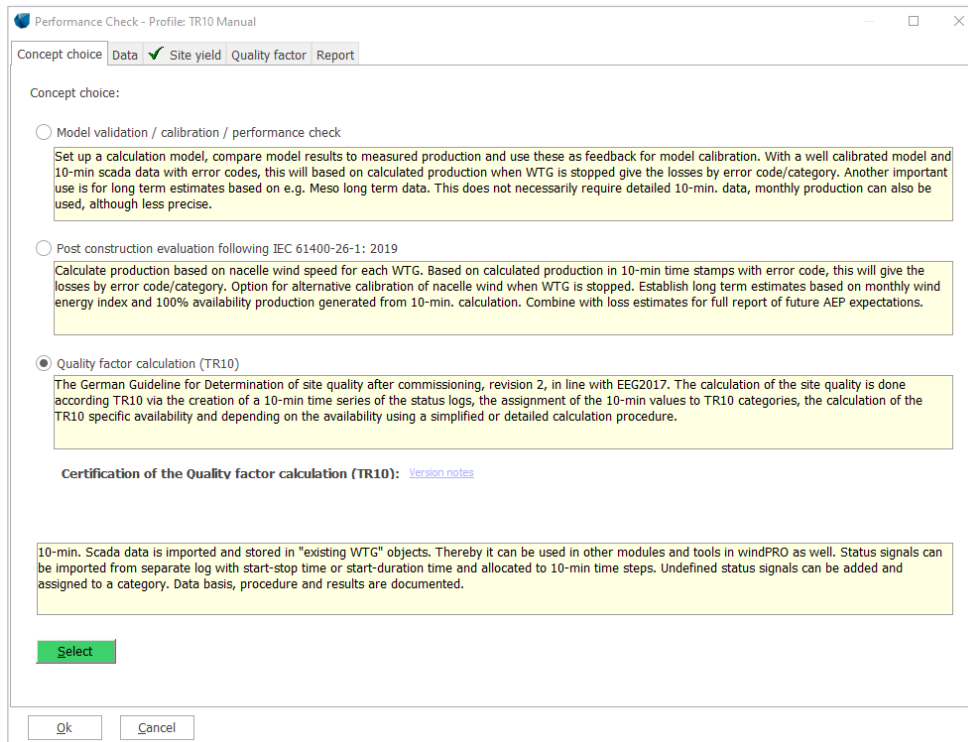 Performance Check - Profile: TR10 Manual
Concept choice Data Site yield Quality factor Report
Concept choice:
Model validation / calibration / performance check
Set up a calculation model, compare model results to measured production and use these as feedback for model calibration. With a well calibrated model and
10-min scada data with error codes, this will based on calculated production when WTG is stopped give the losses by error code/category. Another important
use is for long term estimates based on e.g. Meso long term data. This does not necessarily require detailed 10-min. data, monthly production can also be
used, although less precise.
Post construction evaluation following IEC 61400-26-1: 2019
Calculate production based on nacelle wind speed for each WTG. Based on calculated production in 10-min time stamps with error code, this will give the
losses by error code/category. Option for alternative calibration of nacelle wind when WTG is stopped. Establish long term estimates based on monthly wind
energy index and 100% availability production generated from 10-min. calculation. Combine with loss estimates for full report of future AEP expectations.
Quality factor calculation (TR10)
The German Guideline for Determination of site quality after commissioning, revision 2, in line with EEG2017. The calculation of the site quality is done
according TR10 via the creation of a 10-min time series of the status logs, the assignment of the 10-min values to TR10 categories, the calculation of the
TR10 specific availability and depending on the availability using a simplified or detailed calculation procedure.
Certification of the Quality factor calculation (TR10): Version notes
10-min. Scada data is imported and stored in "existing WTG" objects. Thereby it can be used in other modules and tools in windPRO as well. Status signals can
be imported from separate log with start-stop time or start-duration time and allocated to 10-min time steps. Undefined status signals can be added and
assigned to a category. Data basis, procedure and results are documented.
Select
Ok Cancel